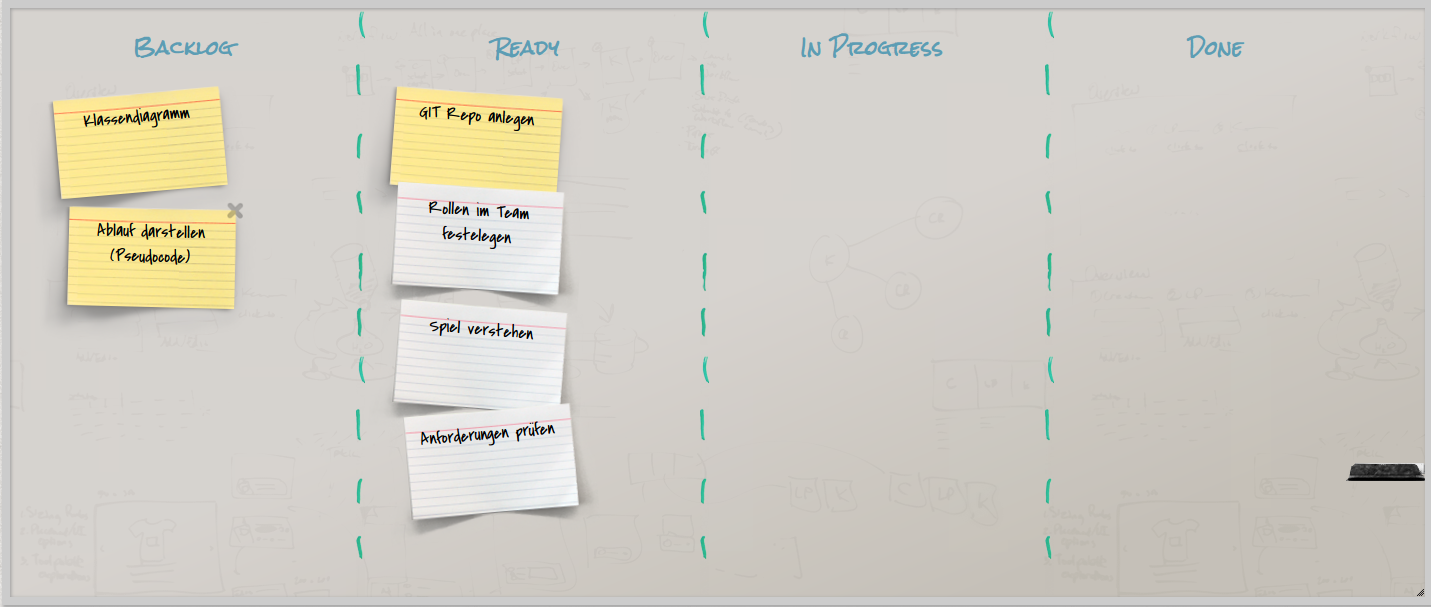 Backlog
Ready
In Progress
Done
Klassendiagramm
Ablauf darstellen
(Pseudocode)
GIT Repo anlegen
Rollen im Team
festelegen
Spiel verstehen
Anforderungen prüfen